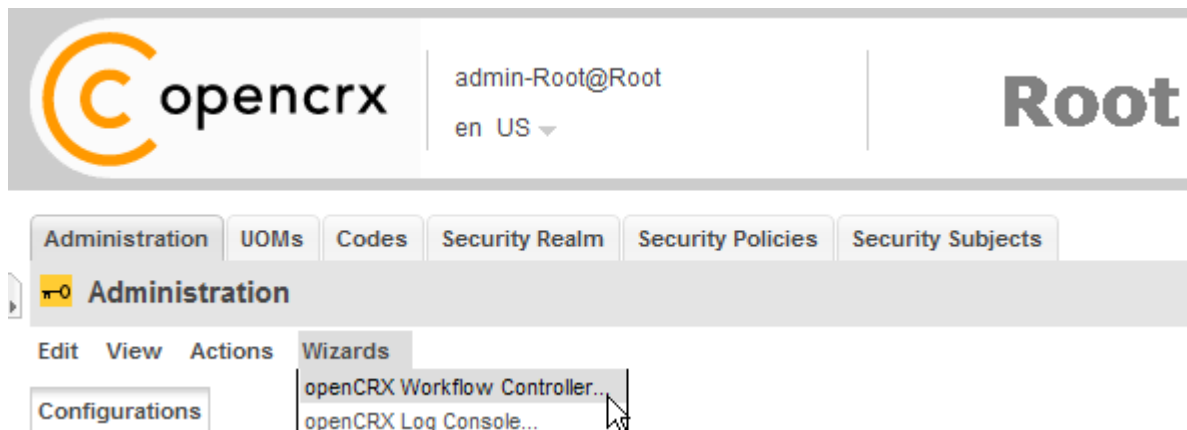 opencrx
admin-Root@Root
en US
Root
Administration UOMs Codes Security Realm Security Policies Security Subjects
Administration
Edit View Actions Wizards
openCRX Workflow Controller...
Configurations
openCRX Log Console...